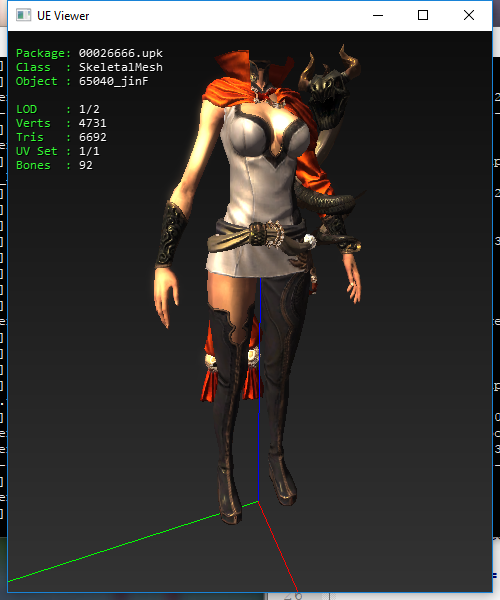 UE Viewer
Package: 00026666.upk
Class : SkeletalMesh
Object : 65040_jinF
LOD : 1/2
Verts : 4731
Tris : 6692
UV Set : 1/1
Bones : 92